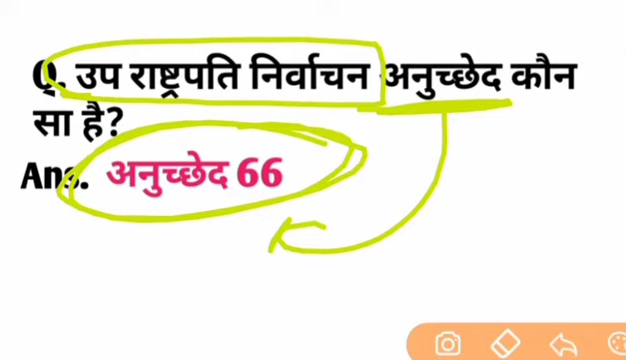 Q. उप राष्ट्रपति निर्वाचन अनुच्छेद कौन
सा है?
Ans. अनुच्छेद 66